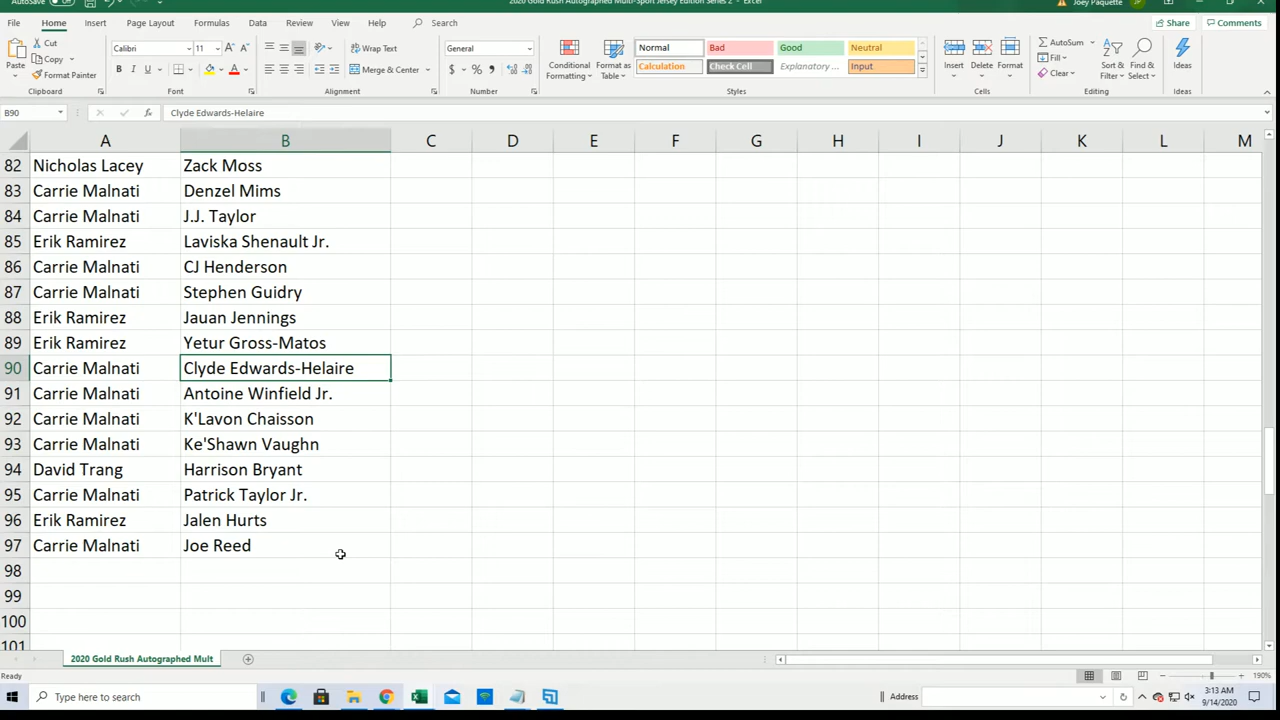 AutoSave
2020 Gold Rush Autographed Multi-Sport Jersey Edition Series 2 - Excel
Joey Paquette
JP
File Home Insert Page Layout Formulas Data Review View Help Search
Share Comments
Paste
Cut
Copy
Format Painter
Clipboard
Calibri 11
B I U
Font
Wrap Text
Merge & Center
Alignment
General
$ % ,
Number
Conditional Formatting
Format as Table
Normal Bad Good Neutral
Calculation Check Cell Explanatory ... Input
Styles
Insert Delete Format
Cells
AutoSum
Fill
Clear
Sort & Filter
Find & Select
Editing
Ideas
Ideas
B90 Clyde Edwards-Helaire
A B C D E F G H I J K L M
82 Nicholas Lacey Zack Moss
83 Carrie Malnati Denzel Mims
84 Carrie Malnati J.J. Taylor
85 Erik Ramirez Laviska Shenault Jr.
86 Carrie Malnati CJ Henderson
87 Carrie Malnati Stephen Guidry
88 Erik Ramirez Jauan Jennings
89 Erik Ramirez Yetur Gross-Matos
90 Carrie Malnati Clyde Edwards-Helaire
91 Carrie Malnati Antoine Winfield Jr.
92 Carrie Malnati K'Lavon Chaisson
93 Carrie Malnati Ke'Shawn Vaughn
94 David Trang Harrison Bryant
95 Carrie Malnati Patrick Taylor Jr.
96 Erik Ramirez Jalen Hurts
97 Carrie Malnati Joe Reed
98
99
100
101
2020 Gold Rush Autographed Mult
Ready
190%
Type here to search
Address
3:13 AM
9/14/2020